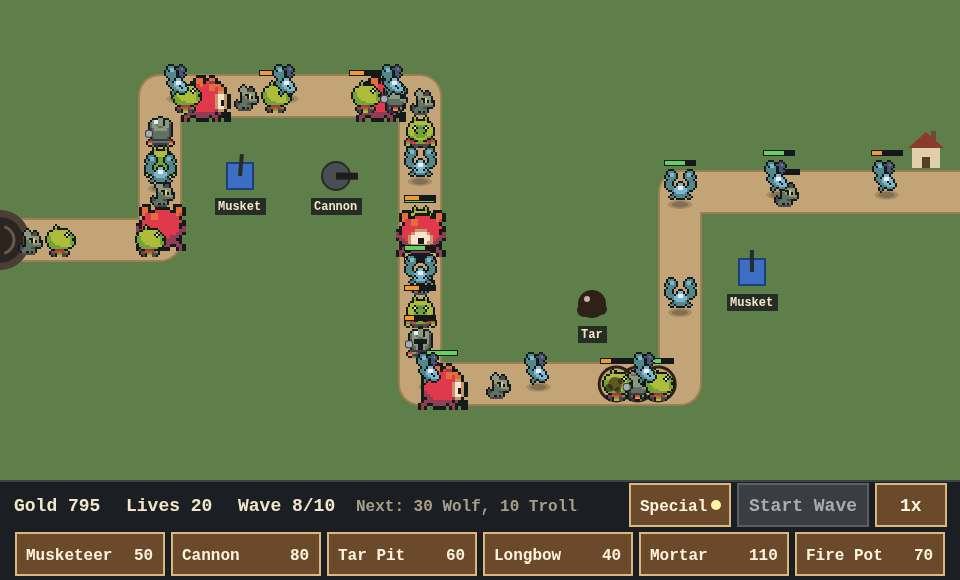 Musket
Cannon
Musket
Tar
Gold 795 Lives 20 Wave 8/10 Next: 30 Wolf, 10 Troll Special Start Wave 1x
Musketeer 50 Cannon 80 Tar Pit 60 Longbow 40 Mortar 110 Fire Pot 70